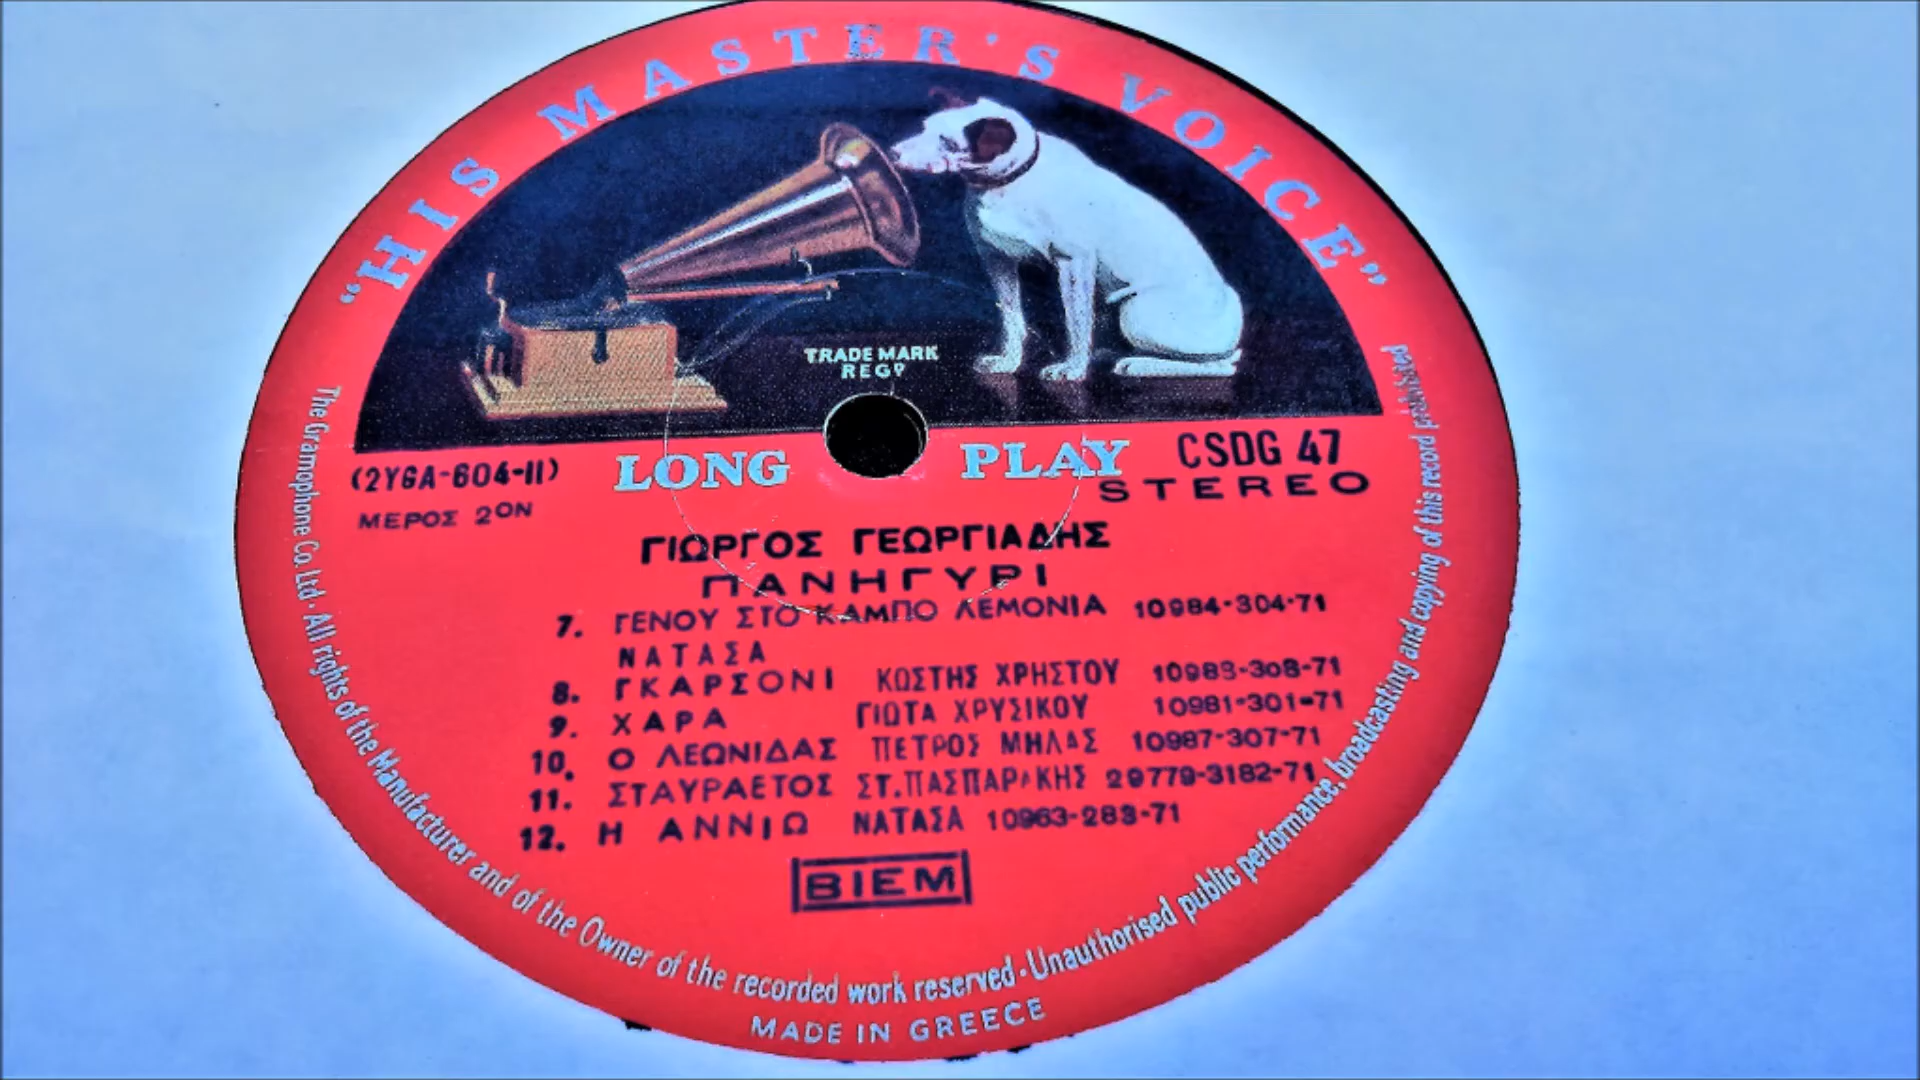 "HIS MASTER'S VOICE"
TRADE MARK
REGD
(2YGA-604-II)
LONG PLAY
CSDG 47
STEREO
ΜΕΡΟΣ 2ΟΝ
ΓΙΩΡΓΟΣ ΓΕΩΡΓΙΑΔΗΣ
ΠΑΝΗΓΥΡΙ
7. ΓΕΝΟΥ ΣΤΟ ΚΑΜΠΟ ΛΕΜΟΝΙΑ 10984-304-71
ΝΑΤΑΣΑ
8. ΓΚΑΡΣΟΝΙ ΚΩΣΤΗΣ ΧΡΗΣΤΟΥ 10988-308-71
9. ΧΑΡΑ ΓΙΩΤΑ ΧΡΥΣΙΚΟΥ 10981-301-71
10. Ο ΛΕΩΝΙΔΑΣ ΠΕΤΡΟΣ ΜΗΛΑΣ 10987-307-71
11. ΣΤΑΥΡΑΕΤΟΣ ΣΤ.ΠΑΣΠΑΡΑΚΗΣ 29779-3182-71
12. Η ΑΝΝΙΩ ΝΑΤΑΣΑ 10963-283-71
BIEM
The Gramophone Co. Ltd · All rights of the Manufacturer and of the Owner of the recorded work reserved · Unauthorised public performance, broadcasting and copying of this record prohibited
MADE IN GREECE